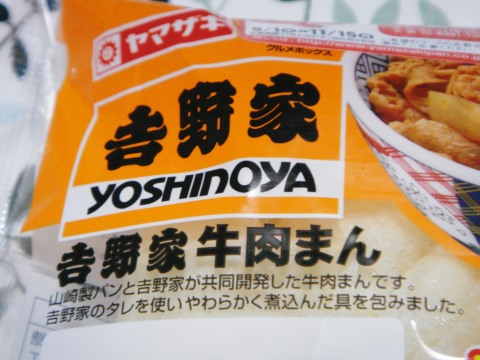 ヤマザキ
グルメボックス
吉野家
YOSHINOYA
吉野家 牛肉まん
山崎製パンと吉野家が共同開発した牛肉まんです。
吉野家のタレを使いやわらかく煮込んだ具を包みました。